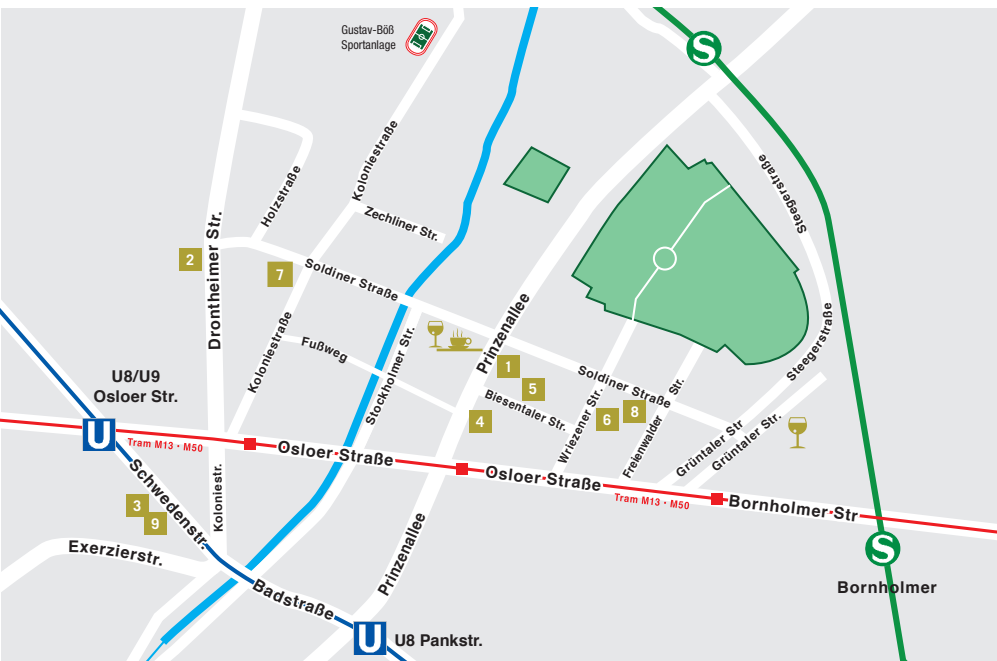 Gustav-Böß
Sportanlage
S
Koloniestraße
Holzstraße
Steegerstraße
Zechliner Str.
Drontheimer Str.
2
7
Soldiner Straße
Prinzenallee
Koloniestraße
Fußweg
Stockholmer Str.
Steegerstraße
1
5
Soldiner Straße
U8/U9
Osloer Str.
Biesentaler Str.
4
6
8
Wriezener Str.
Freienwalder Str.
Grüntaler Str
Grüntaler Str.
U
Tram M13 • M50
Osloer Straße
Osloer Straße
Tram M13 • M50
Bornholmer Str
Schwedenstr.
Koloniestr.
3
9
Exerzierstr.
Prinzenallee
S
Bornholmer
Badstraße
U
U8 Pankstr.